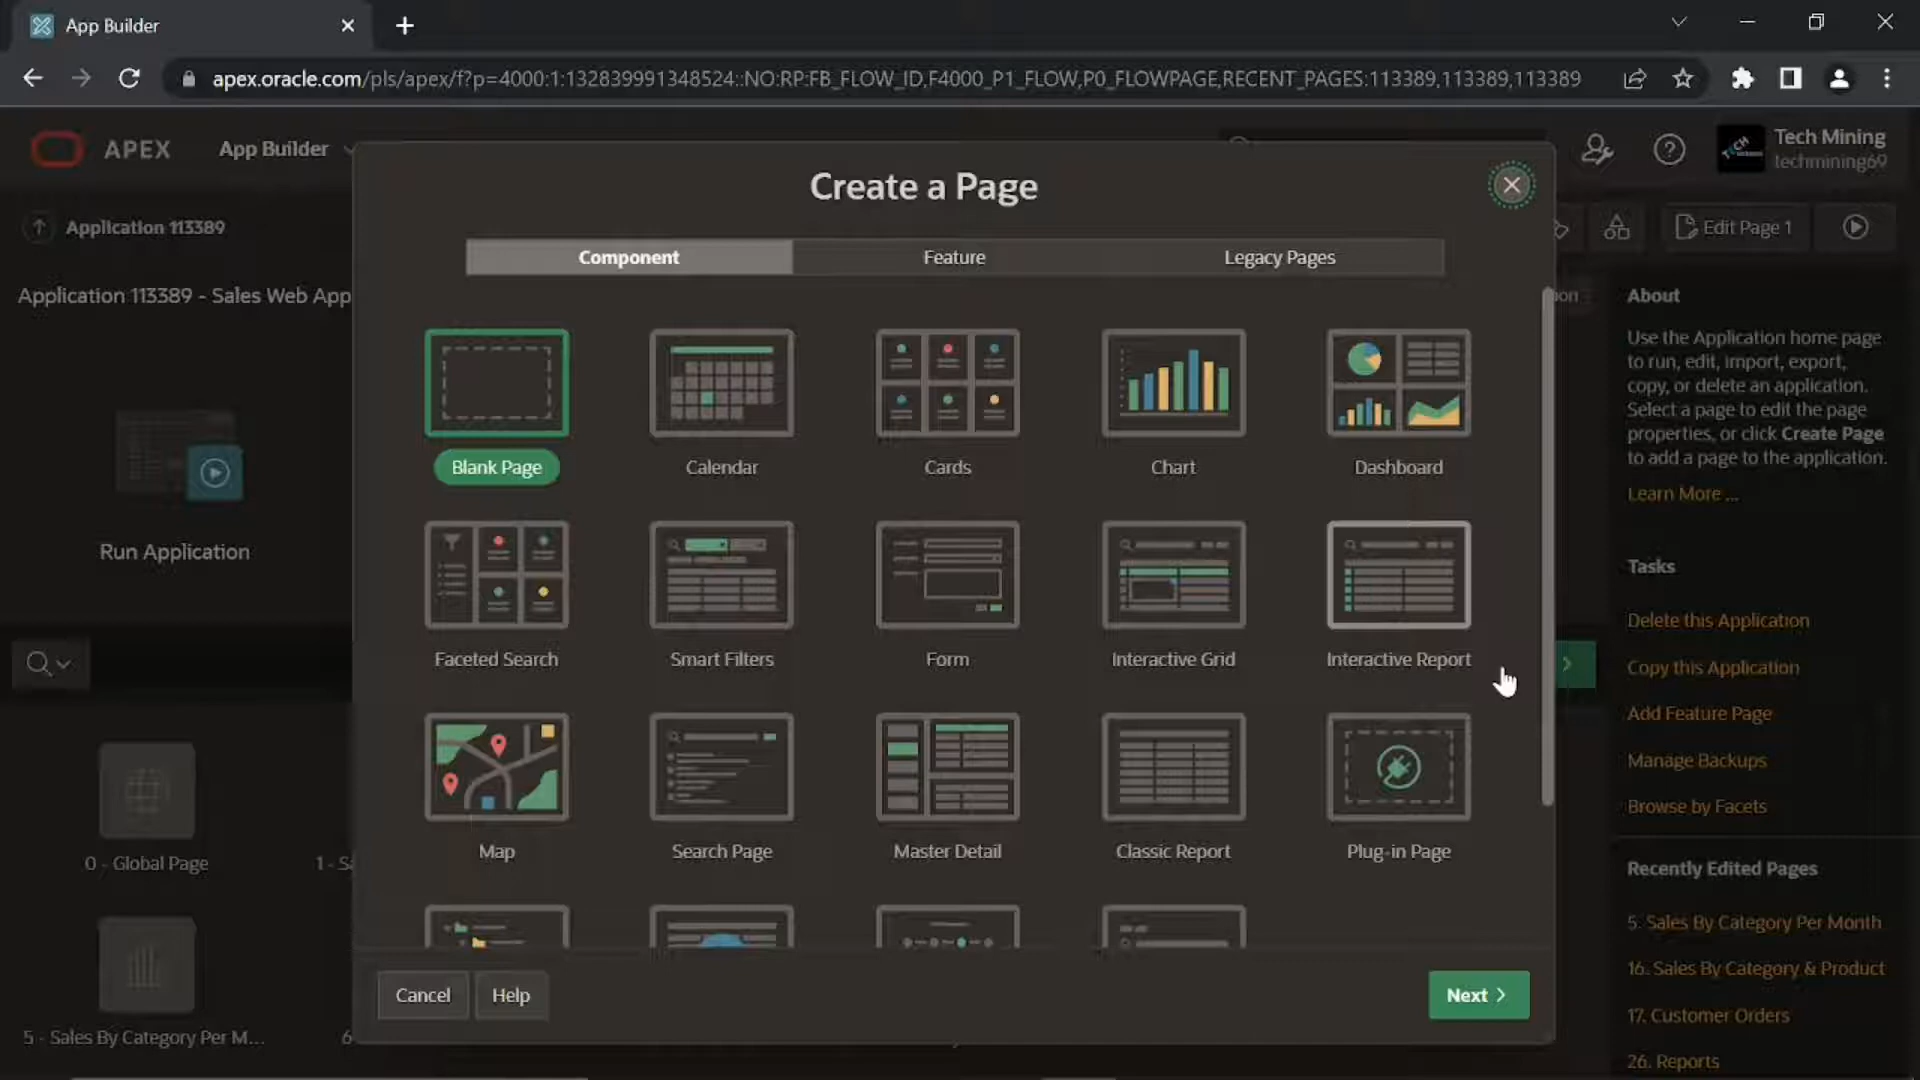 App Builder
apex.oracle.com/pls/apex/f?p=4000:1:132839991348524::NO:RP:FB_FLOW_ID,F4000_P1_FLOW,P0_FLOWPAGE,RECENT_PAGES:113389,113389,113389
APEX
App Builder
Tech Mining
techmining69
Application 113389
Edit Page 1
Application 113389 - Sales Web App
Run Application
0 - Global Page
5 - Sales By Category Per M...
Create a Page
Component
Feature
Legacy Pages
Blank Page
Calendar
Cards
Chart
Dashboard
Faceted Search
Smart Filters
Form
Interactive Grid
Interactive Report
Map
Search Page
Master Detail
Classic Report
Plug-in Page
Cancel
Help
Next
About
Use the Application home page
to run, edit, import, export,
copy, or delete an application.
Select a page to edit the page
properties, or click Create Page
to add a page to the application.
Learn More ...
Tasks
Delete this Application
Copy this Application
Add Feature Page
Manage Backups
Browse by Facets
Recently Edited Pages
5. Sales By Category Per Month
16. Sales By Category & Product
17. Customer Orders
26. Reports